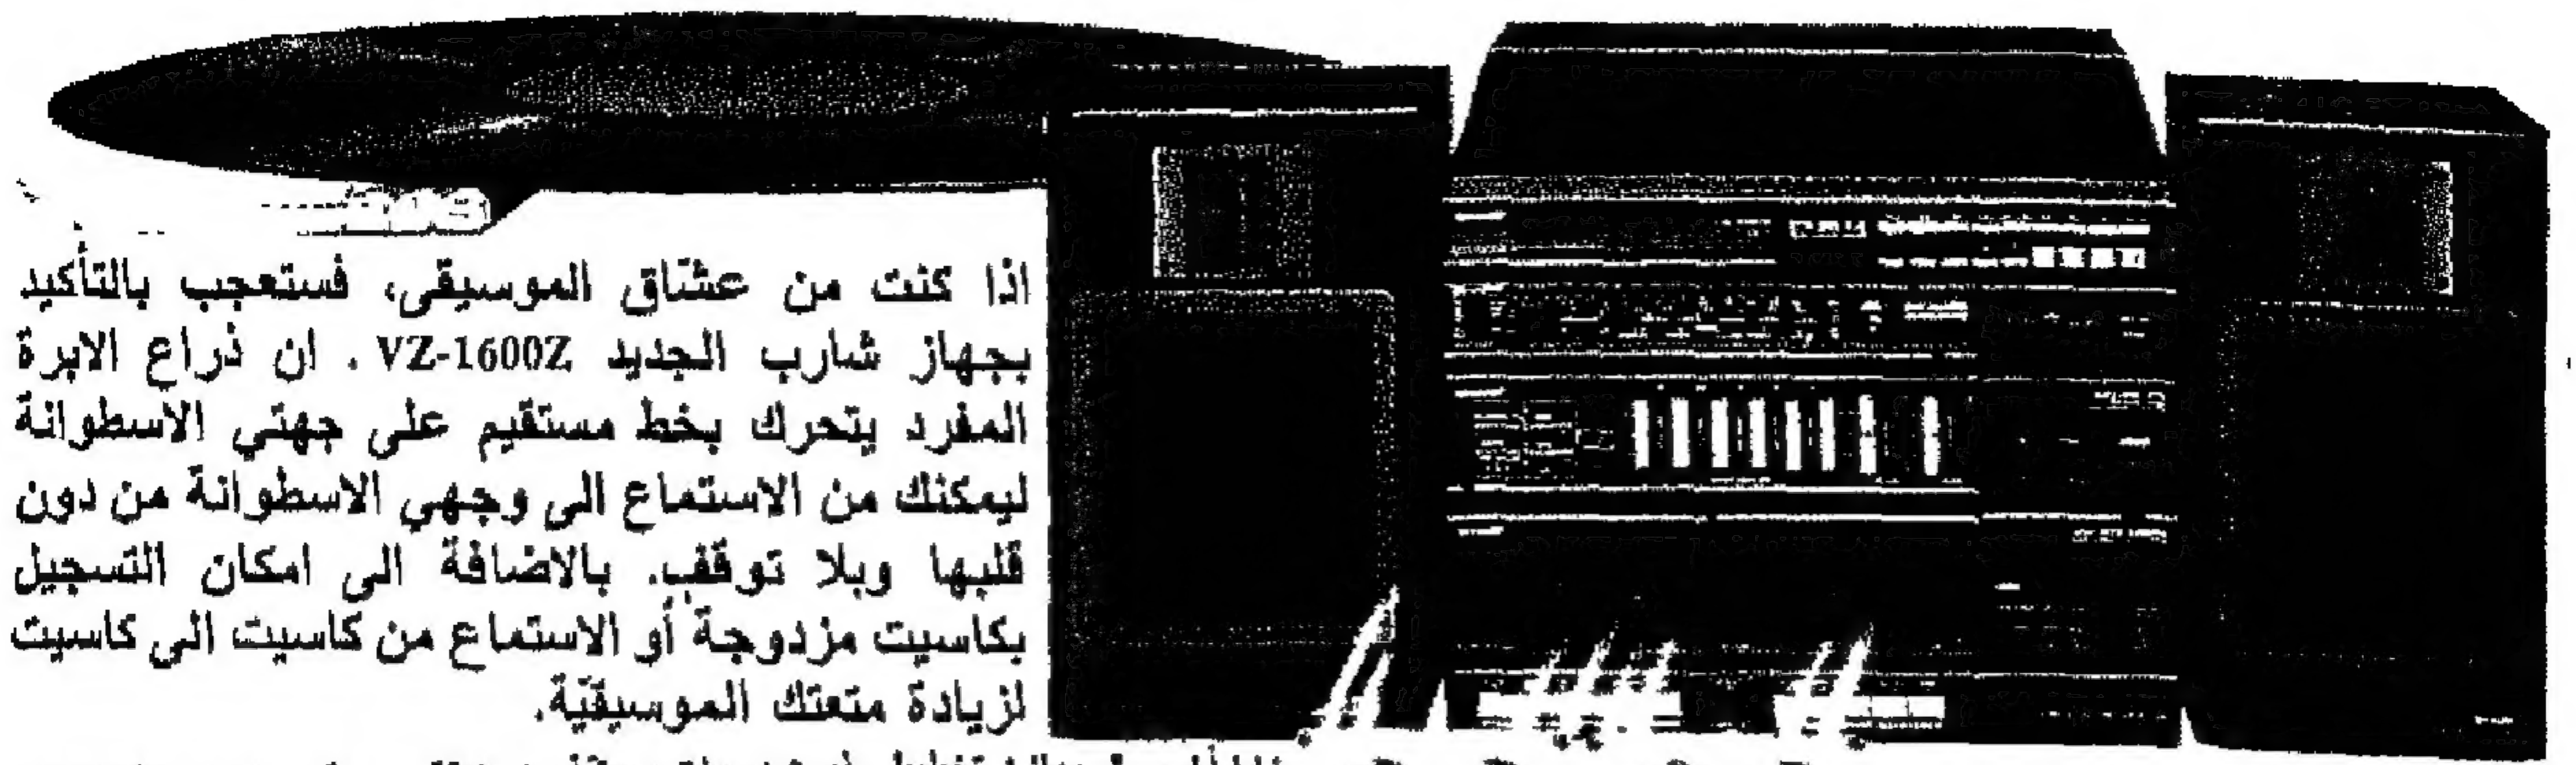 اذا كنت من عشاق الموسيقى، فستعجب بالتأكيد
بجهاز شارب الجديد VZ-1600Z . ان ذراع الابرة
المفرد يتحرك بخط مستقيم على جهتي الاسطوانة
ليمكنك من الاستماع الى وجهي الاسطوانة من دون
قلبها وبلا توقف. بالاضافة الى امكان التسجيل
بكاسيت مزدوجة أو الاستماع من كاسيت الى كاسيت
لزيادة متعتك الموسيقيّة.